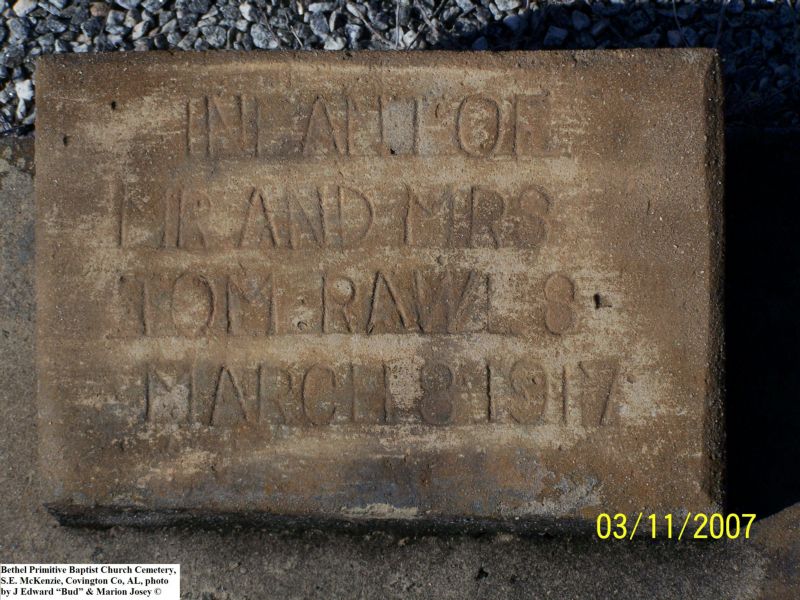 INFANT OF
MR AND MRS
TOM RAWLS
MARCH 8 1917
03/11/2007
Bethel Primitive Baptist Church Cemetery,
S.E. McKenzie, Covington Co, AL, photo
by J Edward “Bud” & Marion Josey ©